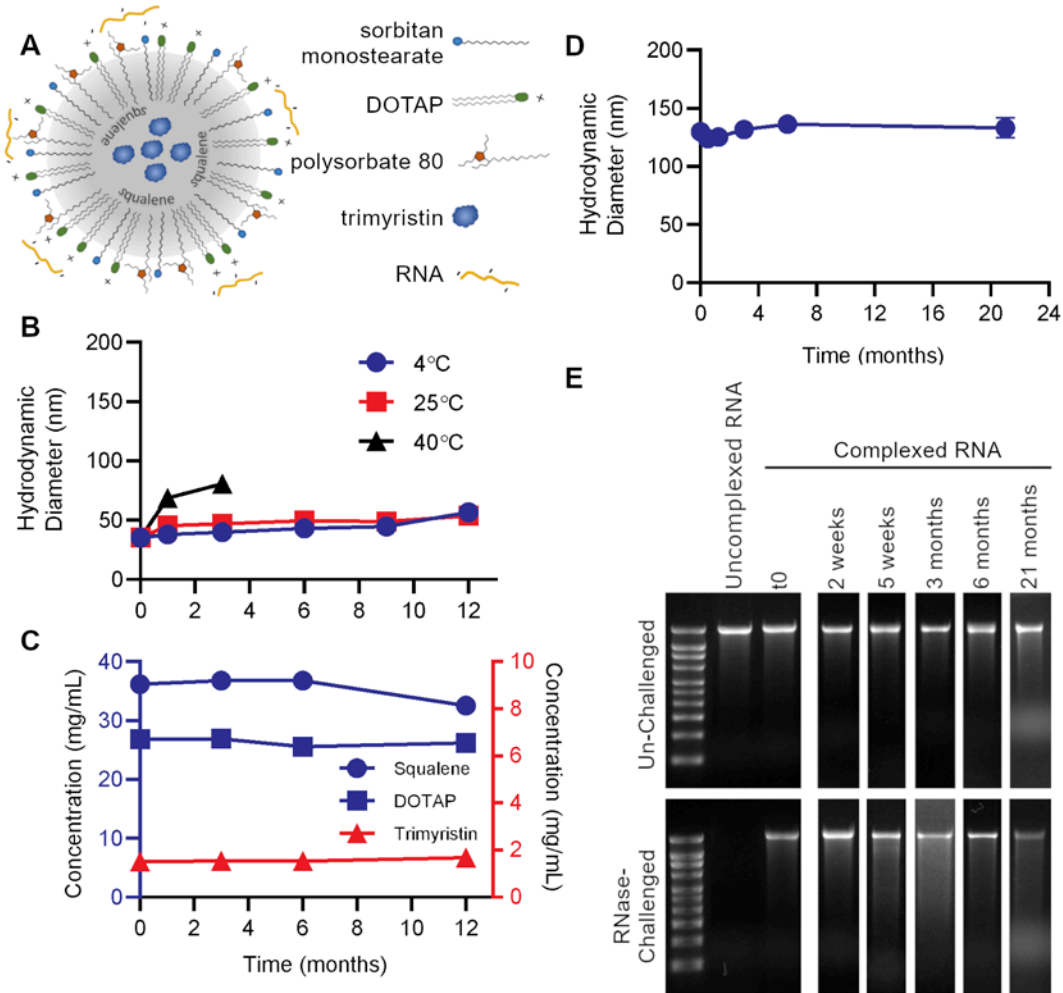 A
squalene
squalene
squalene
sorbitan
monostearate
DOTAP
+
polysorbate 80
trimyristin
RNA
B
Hydrodynamic
Diameter (nm)
200
150
100
50
0
4°C
25°C
40°C
0 2 4 6 8 10 12
C
Concentration (mg/mL)
40
30
20
10
0
Squalene
DOTAP
Trimyristin
10
8
6
4
2
0
Concentration (mg/mL)
0 2 4 6 8 10 12
Time (months)
D
Hydrodynamic
Diameter (nm)
200
150
100
50
0
0 4 8 12 16 20 24
Time (months)
E
Uncomplexed RNA
Complexed RNA
t0
2 weeks
5 weeks
3 months
6 months
21 months
Un-Challenged
RNase-
Challenged